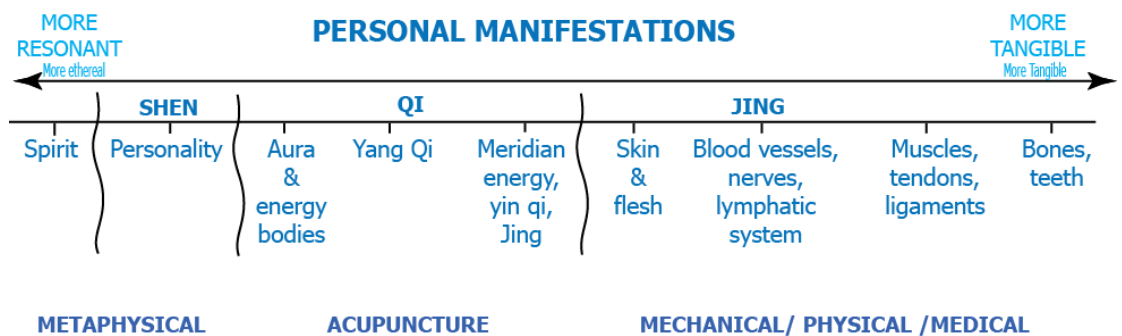 MORE
RESONANT
More ethereal
PERSONAL MANIFESTATIONS
MORE
TANGIBLE
More Tangible
SHEN
QI
JING
Spirit
Personality
Aura
&
energy
bodies
Yang Qi
Meridian
energy,
yin qi,
Jing
Skin
&
flesh
Blood vessels,
nerves,
lymphatic
system
Muscles,
tendons,
ligaments
Bones,
teeth
METAPHYSICAL
ACUPUNCTURE
MECHANICAL/ PHYSICAL /MEDICAL